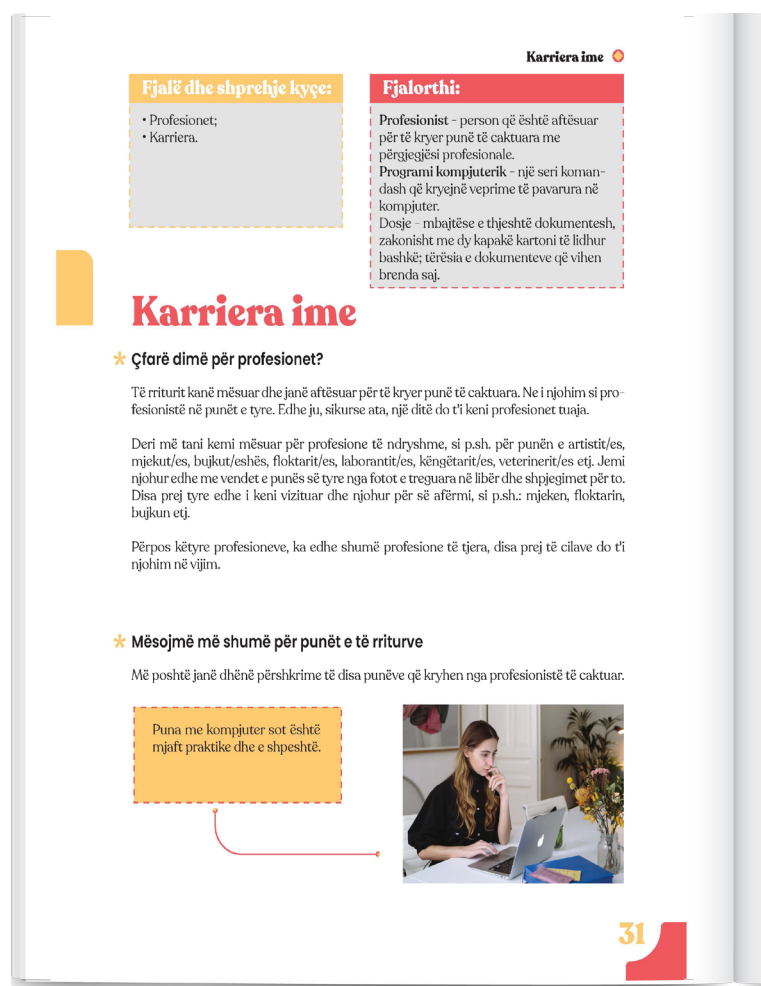 Karriera ime
Fjalë dhe shprehje kyçe:
• Profesionet;
• Karriera.
Fjalorthi:
Profesionist - person që është aftësuar
për të kryer punë të caktuara me
përgjegjësi profesionale.
Programi kompjuterik - një seri koman-
dash që kryejnë veprime të pavarura në
kompjuter.
Dosje - mbajtëse e thjeshtë dokumentesh,
zakonisht me dy kapakë kartoni të lidhur
bashkë; tërësia e dokumenteve që vihen
brenda saj.
Karriera ime
Çfarë dimë për profesionet?
Të rriturit kanë mësuar dhe janë aftësuar për të kryer punë të caktuara. Ne i njohim si pro-
fesionistë në punët e tyre. Edhe ju, sikurse ata, një ditë do t'i keni profesionet tuaja.
Deri më tani kemi mësuar për profesione të ndryshme, si p.sh. për punën e artistit/es,
mjekut/es, bujkut/eshës, floktarit/es, laborantit/es, këngëtarit/es, veterinerit/es etj. Jemi
njohur edhe me vendet e punës së tyre nga fotot e treguara në libër dhe shpjegimet për to.
Disa prej tyre edhe i keni vizituar dhe njohur për së afërmi, si p.sh.: mjeken, floktarin,
bujkun etj.
Përpos këtyre profesioneve, ka edhe shumë profesione të tjera, disa prej të cilave do t'i
njohim në vijim.
Mësojmë më shumë për punët e të rriturve
Më poshtë janë dhënë përshkrime të disa punëve që kryhen nga profesionistë të caktuar.
Puna me kompjuter sot është
mjaft praktike dhe e shpeshtë.
31